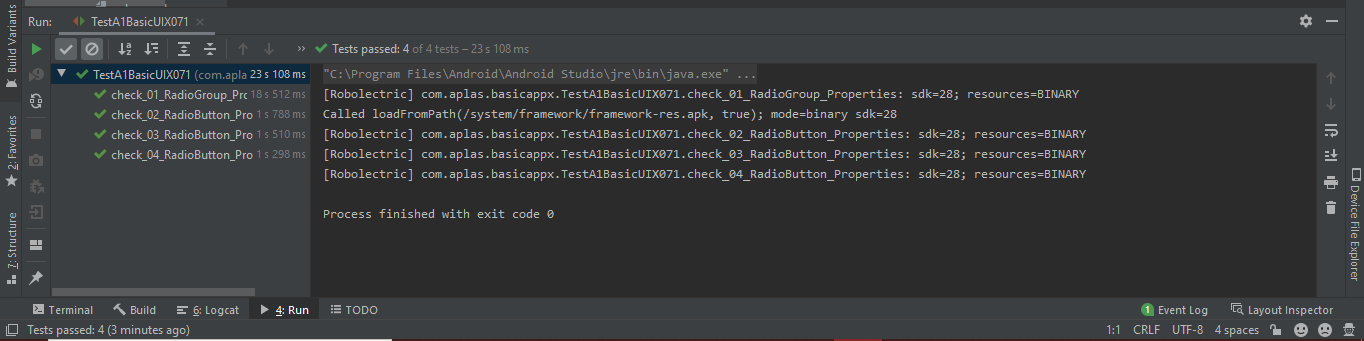 Run: TestA1BasicUIX071
Tests passed: 4 of 4 tests – 23 s 108 ms
TestA1BasicUIX071 (com.apla 23 s 108 ms
check_01_RadioGroup_Pro 18 s 512 ms
check_02_RadioButton_Pro 1 s 788 ms
check_03_RadioButton_Pro 1 s 510 ms
check_04_RadioButton_Pro 1 s 298 ms
"C:\Program Files\Android\Android Studio\jre\bin\java.exe" ...
[Robolectric] com.aplas.basicappx.TestA1BasicUIX071.check_01_RadioGroup_Properties: sdk=28; resources=BINARY
Called loadFromPath(/system/framework/framework-res.apk, true); mode=binary sdk=28
[Robolectric] com.aplas.basicappx.TestA1BasicUIX071.check_02_RadioButton_Properties: sdk=28; resources=BINARY
[Robolectric] com.aplas.basicappx.TestA1BasicUIX071.check_03_RadioButton_Properties: sdk=28; resources=BINARY
[Robolectric] com.aplas.basicappx.TestA1BasicUIX071.check_04_RadioButton_Properties: sdk=28; resources=BINARY
Process finished with exit code 0
Build Variants
2: Favorites
7: Structure
Device File Explorer
Terminal Build 6: Logcat 4: Run TODO 1 Event Log Layout Inspector
Tests passed: 4 (3 minutes ago) 1:1 CRLF UTF-8 4 spaces